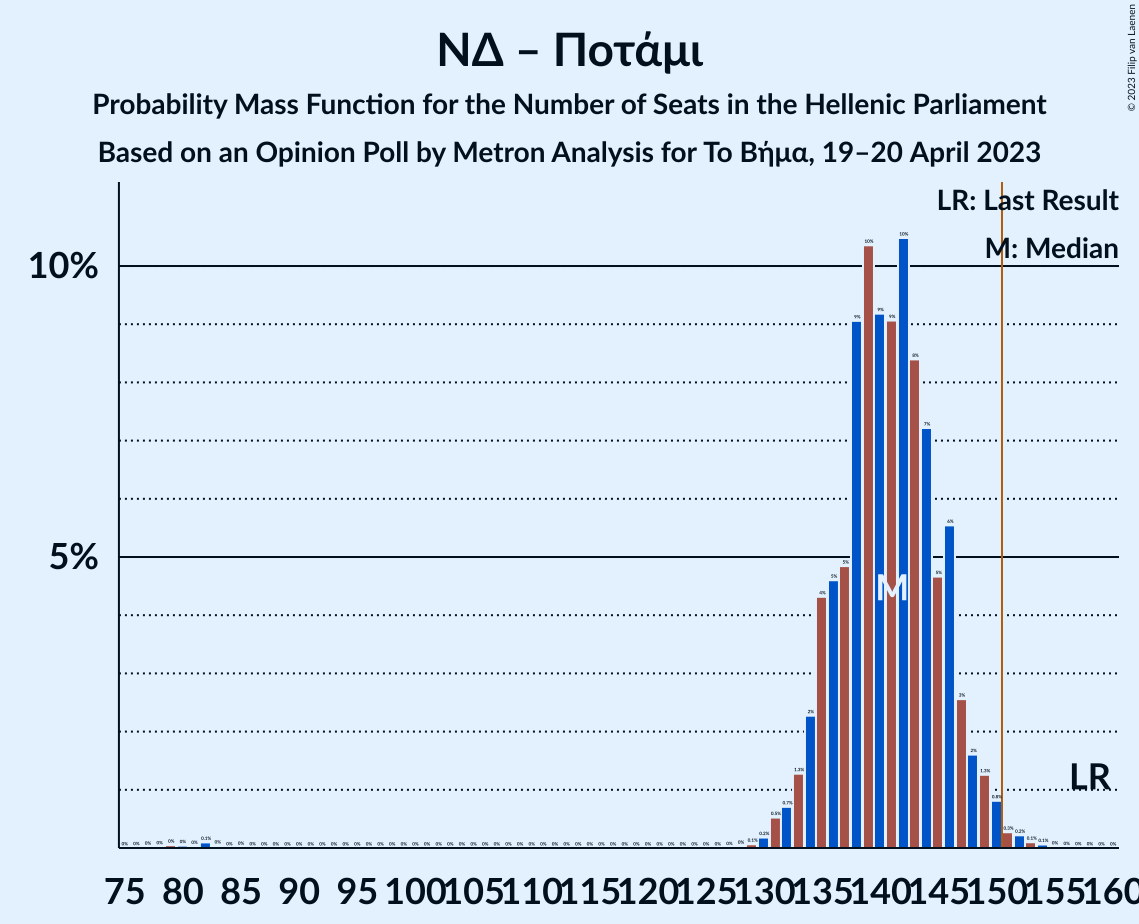 ΝΔ – Ποτάμι
Probability Mass Function for the Number of Seats in the Hellenic Parliament
Based on an Opinion Poll by Metron Analysis for Το Βήμα, 19–20 April 2023
© 2023 Filip van Laenen
LR: Last Result
M: Median
10%
5%
M
LR
75 80 85 90 95 100 105 110 115 120 125 130 135 140 145 150 155 160